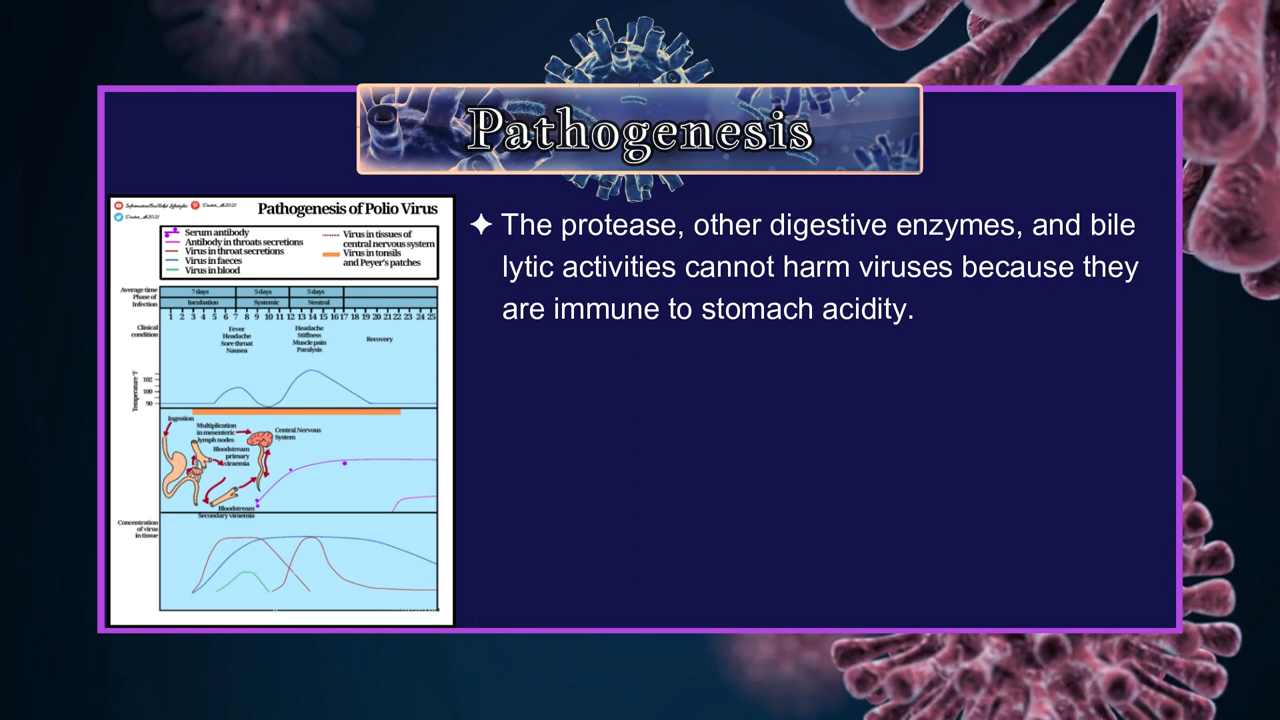 Pathogenesis
Pathogenesis of Polio Virus
Serum antibody
Antibody in throats secretions
Virus in throat secretions
Virus in faeces
Virus in blood
Virus in tissues of
central nervous system
Virus in tonsils
and Peyer's patches
Average time
Phase of
Infection
7 days
5 days
5 days
Incubation
Systemic
Neutral
1 2 3 4 5 6 7 8 9 10 11 12 13 14 15 16 17 18 19 20 21 22 23 24 25
Clinical
condition
Fever
Headache
Sore throat
Nausea
Headache
Stiffness
Muscle pain
Paralysis
Recovery
Temperature
102
100
Ingestion
Multiplication
in mesenteric
lymph nodes
Bloodstream
primary
viraemia
Central Nervous
System
Bloodstream
Secondary viraemia
Concentration
of virus
in tissue
The protease, other digestive enzymes, and bile
lytic activities cannot harm viruses because they
are immune to stomach acidity.